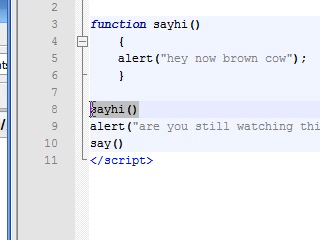 2
3 function sayhi()
4 {
5 alert("hey now brown cow");
6 }
7
8 sayhi()
9 alert("are you still watching
10 say()
11 </script>